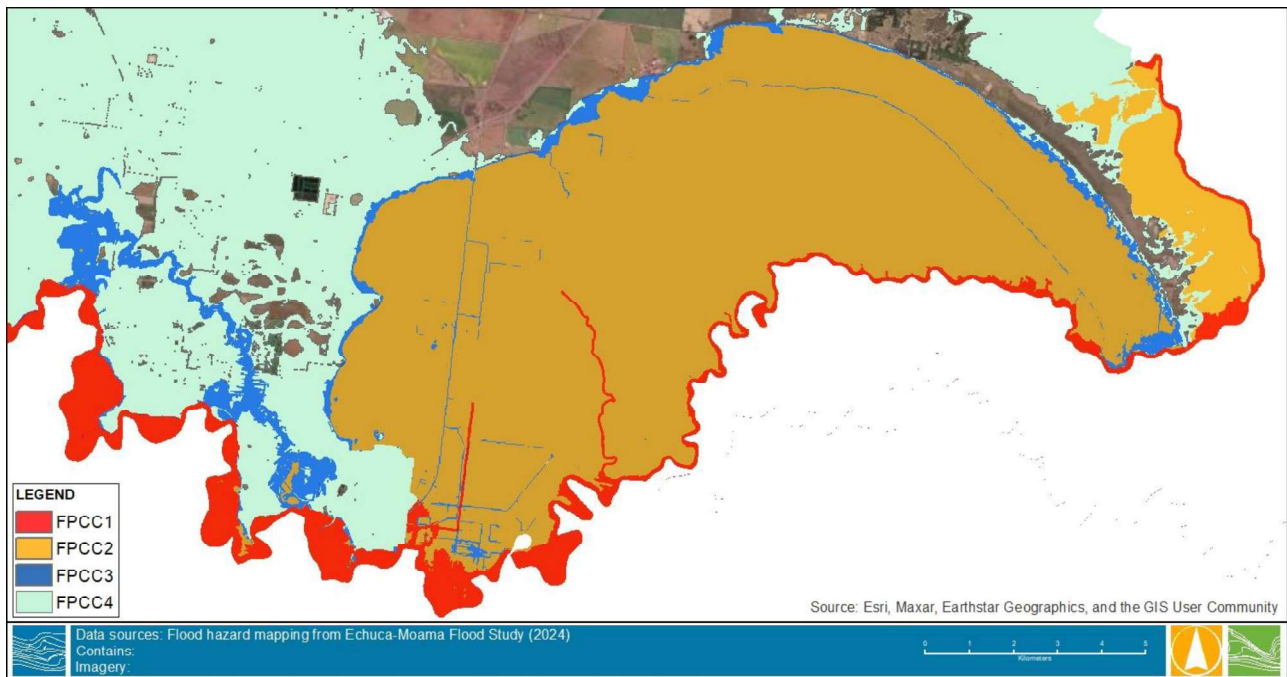 LEGEND
FPCC1
FPCC2
FPCC3
FPCC4
Source: Esri, Maxar, Earthstar Geographics, and the GIS User Community
Data sources: Flood hazard mapping from Echuca-Moama Flood Study (2024)
Contains:
Imagery:
0 1 2 3 4 5
Kilometers